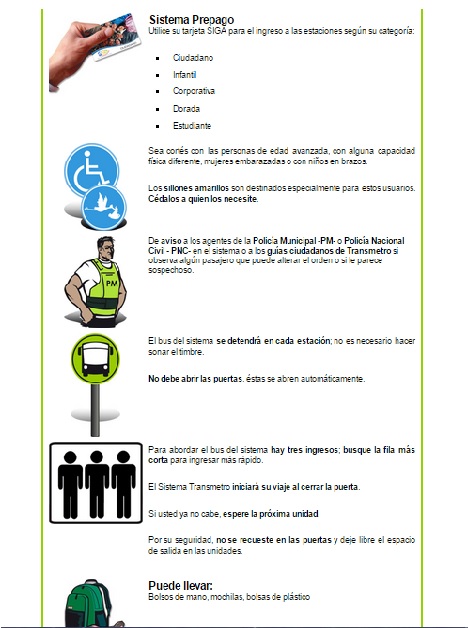 Sistema Prepago
Utilice su tarjeta SIGA para el ingreso a las estaciones según su categoría:
Ciudadano
Infantil
Corporativa
Dorada
Estudiante
Sea cortés con las personas de edad avanzada, con alguna capacidad
física diferente, mujeres embarazadas o con niños en brazos.
Los sillones amarillos son destinados especialmente para estos usuarios.
Cédalos a quien los necesite.
De aviso a los agentes de la Policía Municipal -PM- o Policía Nacional
Civil - PNC- en el sistema o a los guías ciudadanos de Transmetro si
observa algún pasajero que puede alterar el orden o si le parece
sospechoso.
PM
El bus del sistema se detendrá en cada estación; no es necesario hacer
sonar el timbre.
No debe abrir las puertas, éstas se abren automáticamente.
Para abordar el bus del sistema hay tres ingresos; busque la fila más
corta para ingresar más rápido.
El Sistema Transmetro iniciará su viaje al cerrar la puerta.
Si usted ya no cabe, espere la próxima unidad
Por su seguridad, no se recueste en las puertas y deje libre el espacio
de salida en las unidades.
Puede llevar:
Bolsos de mano, mochilas, bolsas de plástico